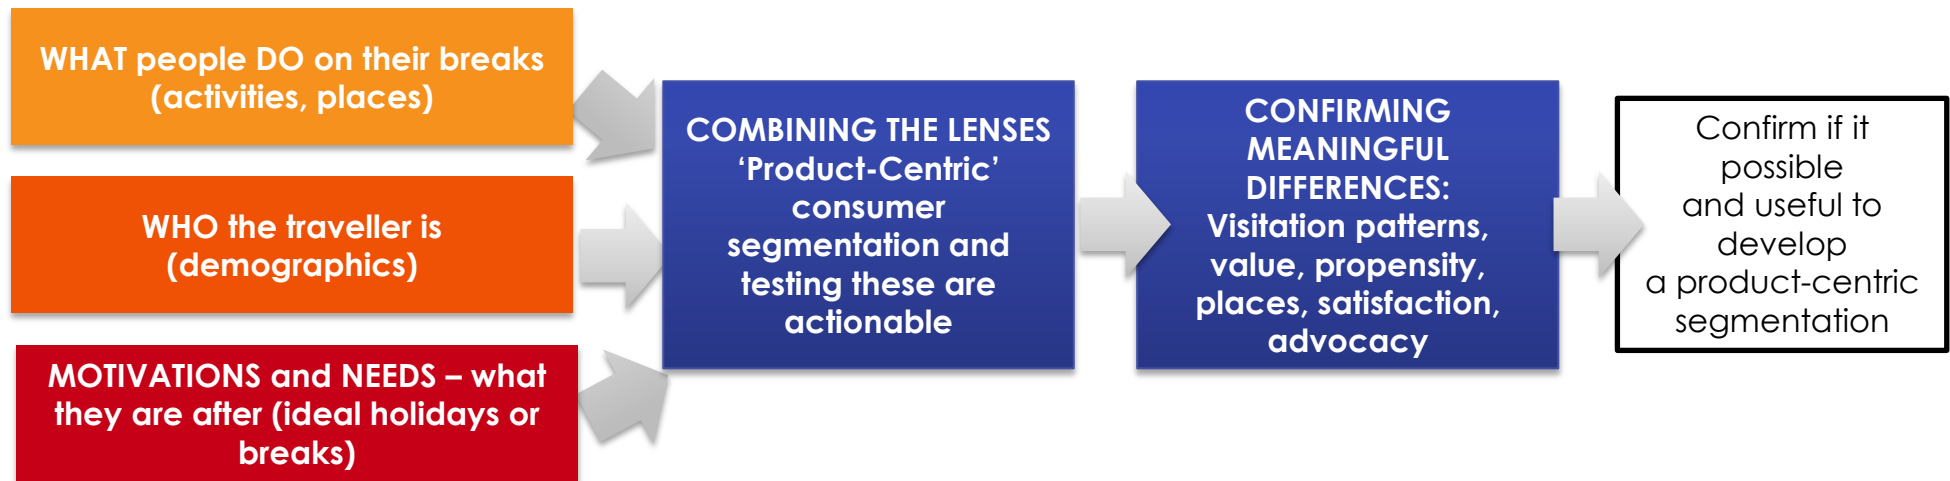 WHAT people DO on their breaks
(activities, places)
WHO the traveller is
(demographics)
MOTIVATIONS and NEEDS – what
they are after (ideal holidays or
breaks)
COMBINING THE LENSES
‘Product-Centric’
consumer
segmentation and
testing these are
actionable
CONFIRMING
MEANINGFUL
DIFFERENCES:
Visitation patterns,
value, propensity,
places, satisfaction,
advocacy
Confirm if it
possible
and useful to
develop
a product-centric
segmentation